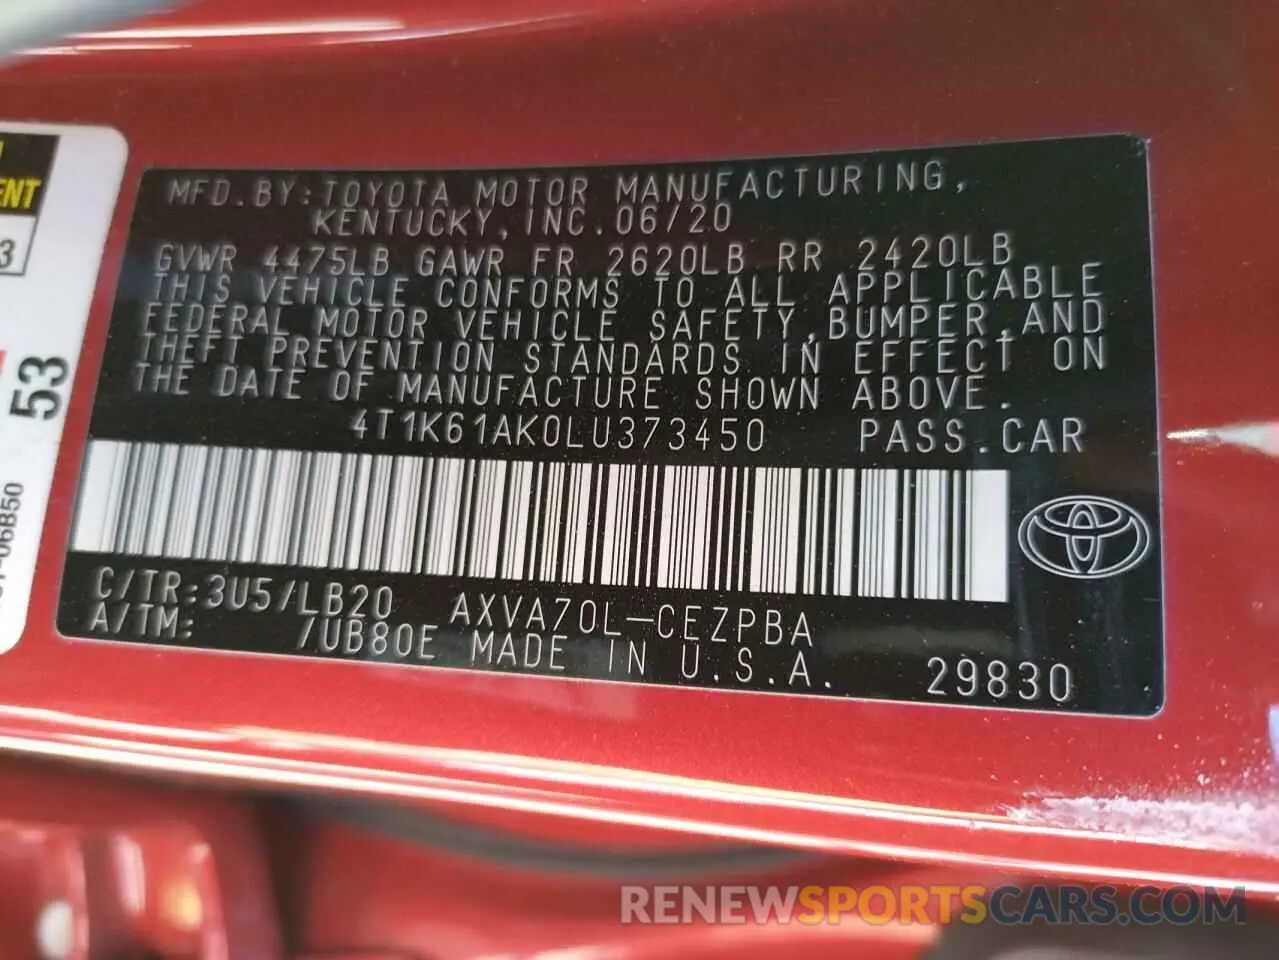 MFD. BY: TOYOTA MOTOR MANUFACTURING,
KENTUCKY, INC. 06/20
GVWR 4475LB GAWR FR 2620LB RR 2420LB
THIS VEHICLE CONFORMS TO ALL APPLICABLE
FEDERAL MOTOR VEHICLE SAFETY, BUMPER, AND
THEFT PREVENTION STANDARDS IN EFFECT ON
THE DATE OF MANUFACTURE SHOWN ABOVE.
4T1K61AK0LU373450 PASS. CAR
C/TR: 3U5/LB20 AXVA70L-CEZPBA
A/TM: /UB80E MADE IN U.S.A. 29830
53
RENEWSPORTSCARS.COM